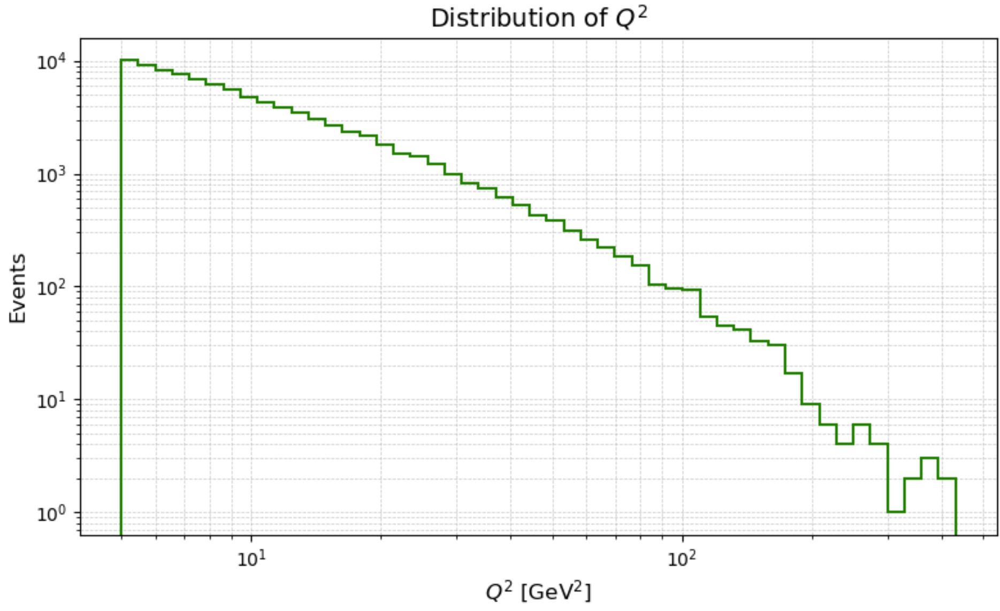 Distribution of Q²
Events
10⁴
10³
10²
10¹
10⁰
10¹ 10²
Q² [GeV²]